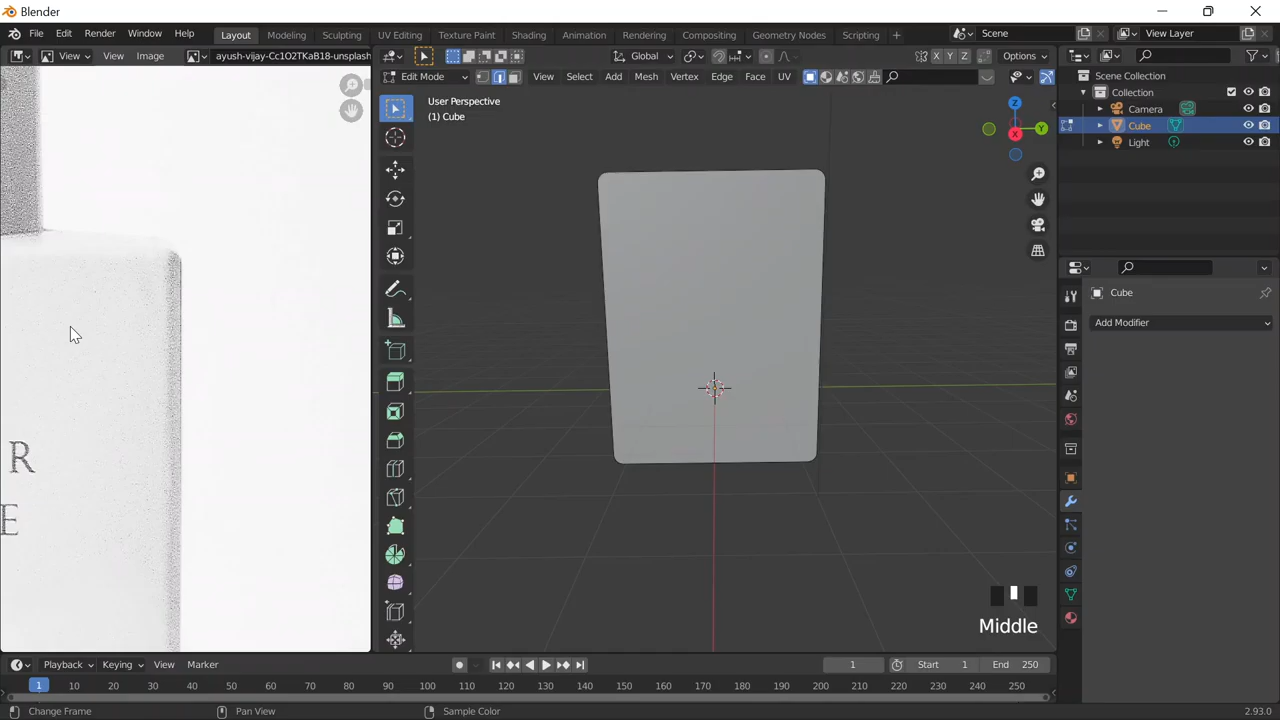 Blender
File Edit Render Window Help
Layout Modeling Sculpting UV Editing Texture Paint Shading Animation Rendering Compositing Geometry Nodes Scripting +
Scene
View Layer
View View Image ayush-vijay-Cc1O2TKaB18-unsplash
Global
X Y Z Options
Edit Mode View Select Add Mesh Vertex Edge Face UV
User Perspective
(1) Cube
Z
Y
X
Scene Collection
Collection
Camera
Cube
Light
Cube
Add Modifier
R
E
Middle
Playback Keying View Marker
1 Start 1 End 250
1 10 20 30 40 50 60 70 80 90 100 110 120 130 140 150 160 170 180 190 200 210 220 230 240 250
Change Frame Pan View Sample Color 2.93.0